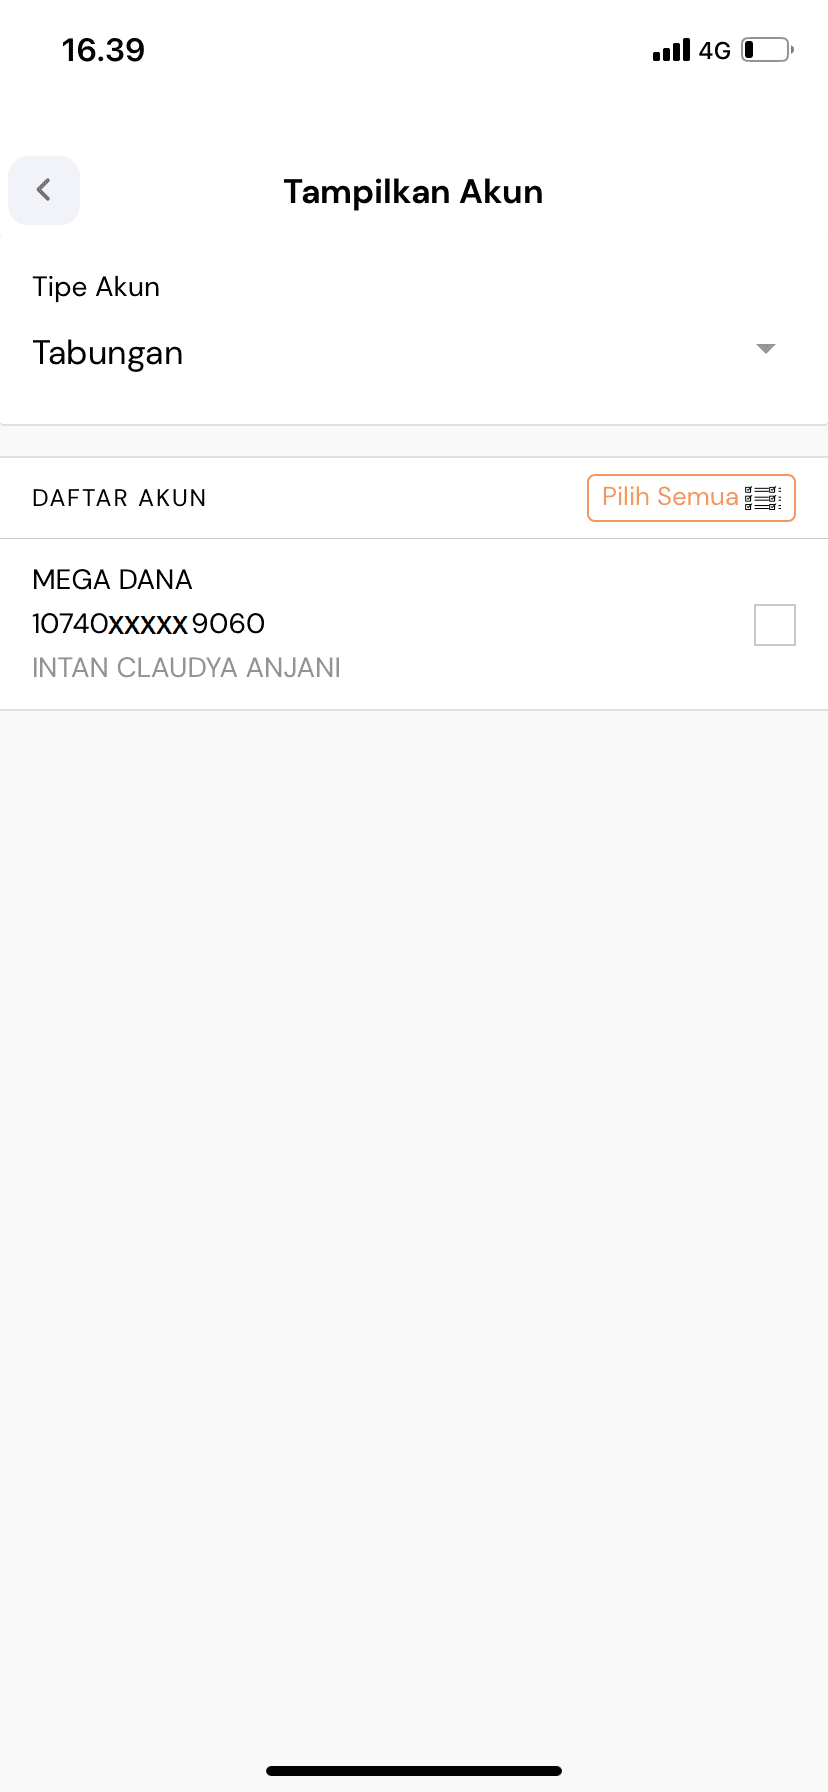 16.39
4G
Tampilkan Akun
Tipe Akun
Tabungan
DAFTAR AKUN
Pilih Semua
MEGA DANA
10740XXXXX9060
INTAN CLAUDYA ANJANI